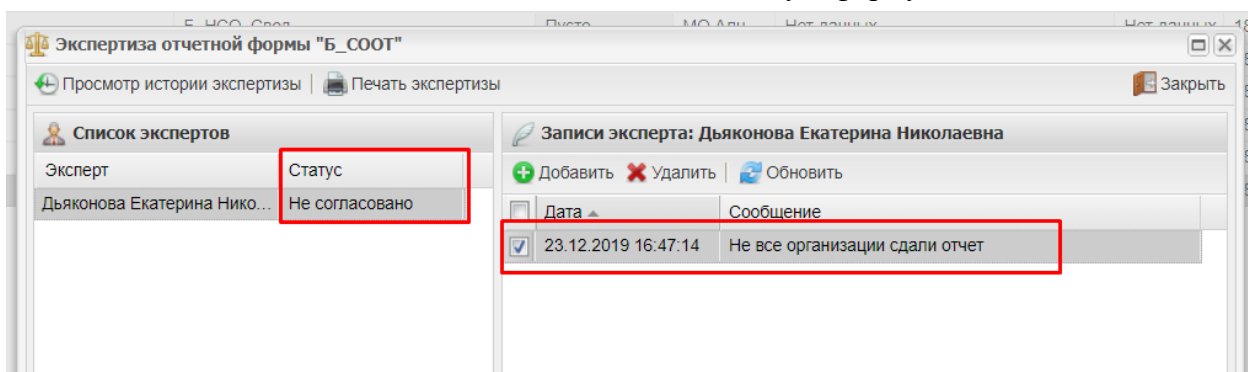 Экспертиза отчетной формы "Б_СООТ"
Просмотр истории экспертизы Печать экспертизы Закрыть
Список экспертов
Эксперт Статус
Дьяконова Екатерина Нико... Не согласовано
Записи эксперта: Дьяконова Екатерина Николаевна
Добавить Удалить Обновить
Дата Сообщение
23.12.2019 16:47:14 Не все организации сдали отчет